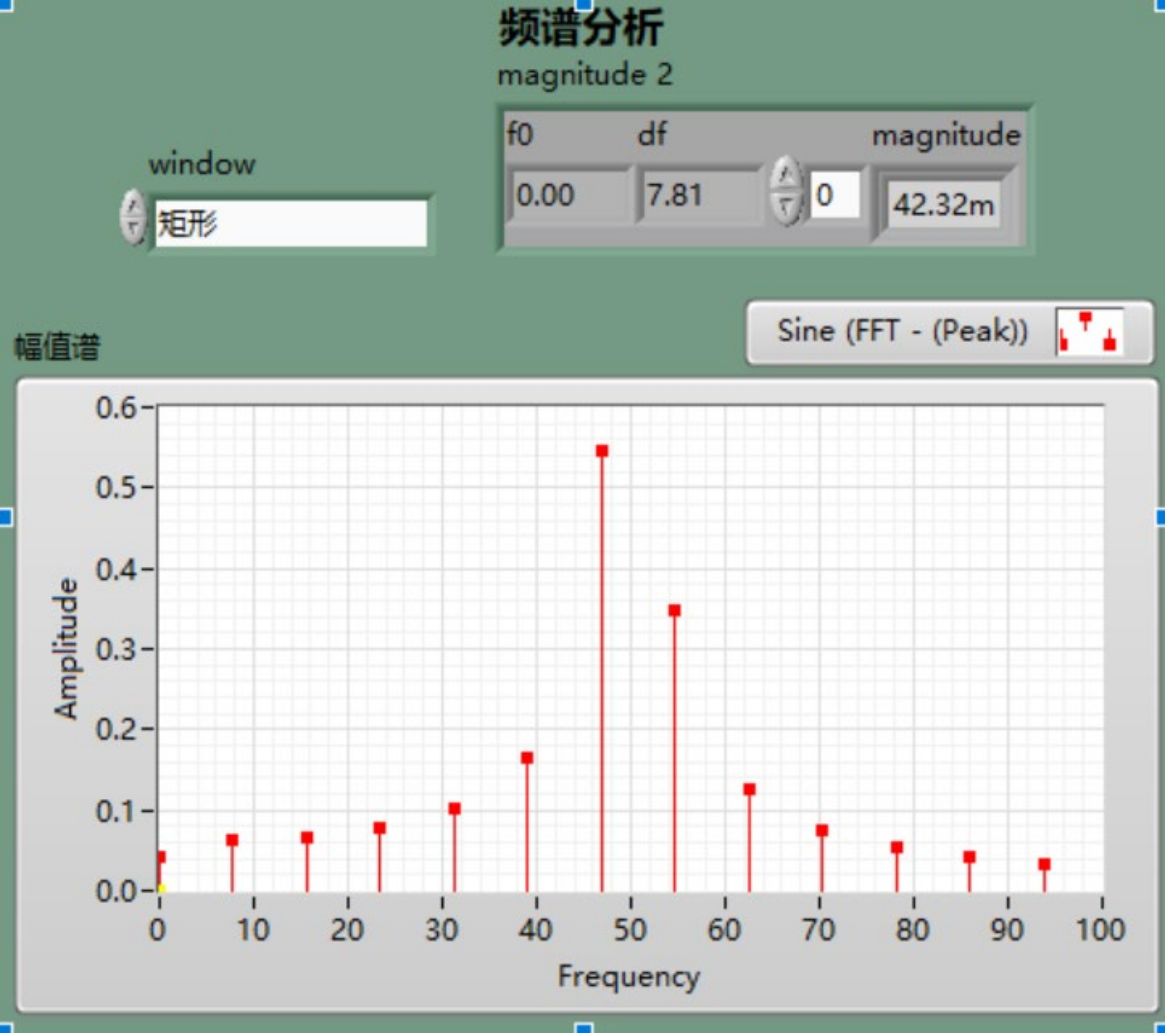 频谱分析
magnitude 2
f0 df magnitude
0.00 7.81 0 42.32m
window
矩形
Sine (FFT - (Peak))
幅值谱
0.6
0.5
0.4
0.3
0.2
0.1
0.0
Amplitude
0 10 20 30 40 50 60 70 80 90 100
Frequency